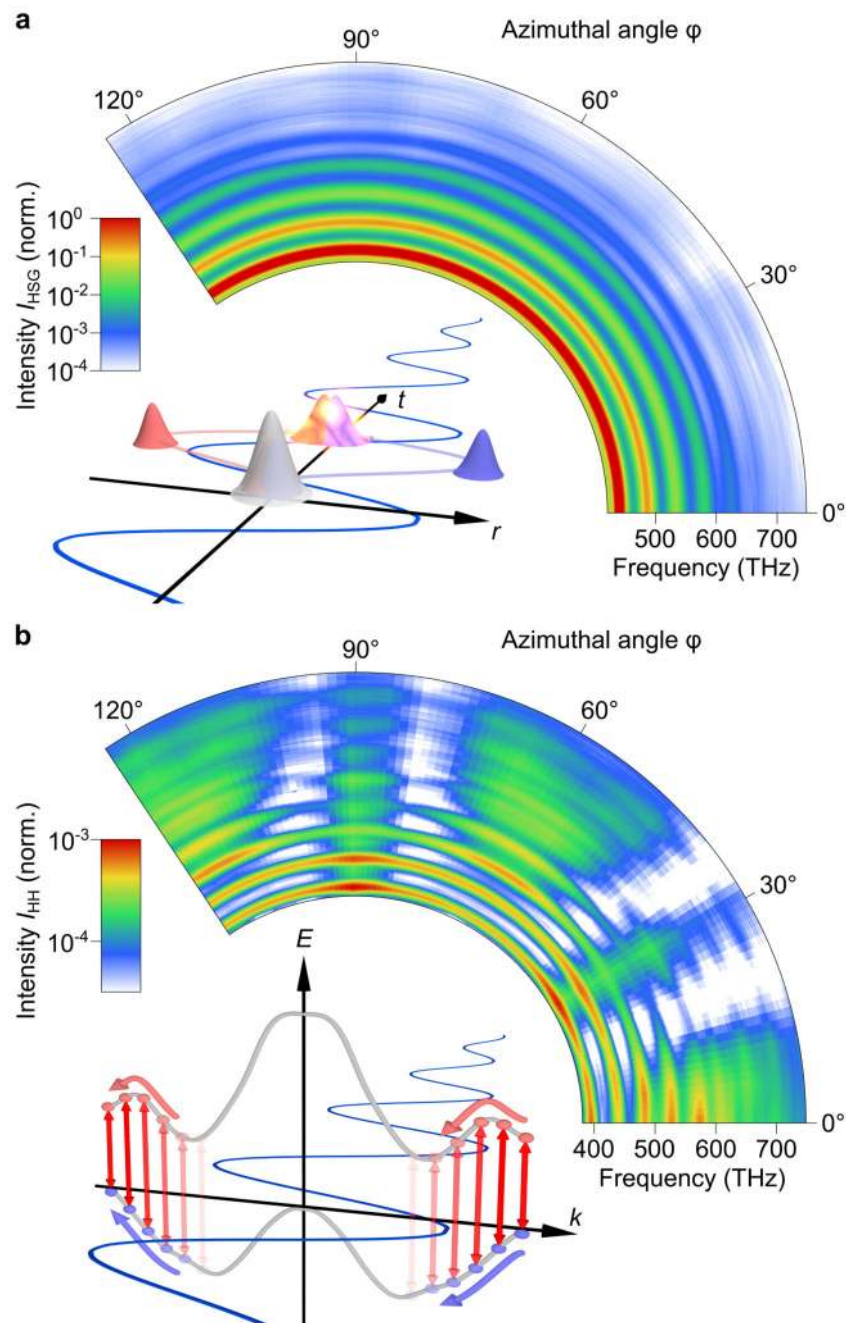 a
Azimuthal angle φ
90°
120°
60°
30°
0°
Intensity I_HSG (norm.)
10⁰
10⁻¹
10⁻²
10⁻³
10⁻⁴
t
r
500 600 700
Frequency (THz)
b
Azimuthal angle φ
90°
120°
60°
30°
0°
Intensity I_HH (norm.)
10⁻³
10⁻⁴
E
k
400 500 600 700
Frequency (THz)